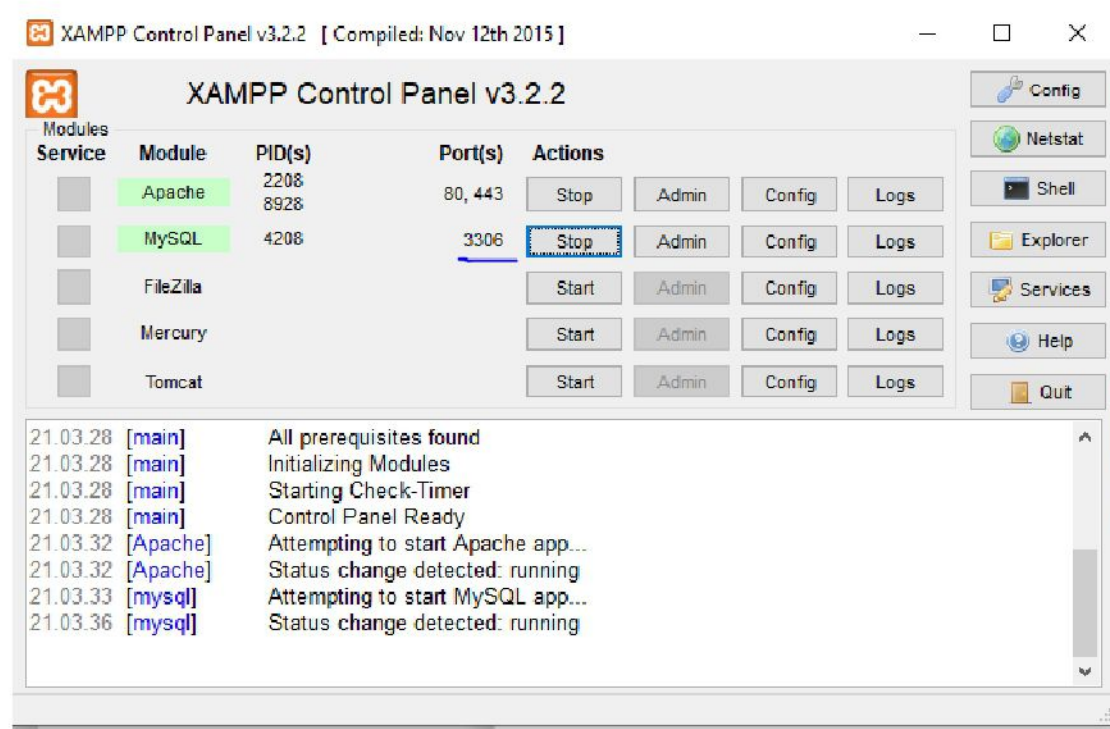 XAMPP Control Panel v3.2.2 [ Compiled: Nov 12th 2015 ]
XAMPP Control Panel v3.2.2
Config
Modules
Service Module PID(s) Port(s) Actions
Netstat
Apache 2208 8928 80, 443 Stop Admin Config Logs
Shell
MySQL 4208 3306 Stop Admin Config Logs
Explorer
FileZilla Start Admin Config Logs
Services
Mercury Start Admin Config Logs
Help
Tomcat Start Admin Config Logs
Quit
21.03.28 [main] All prerequisites found
21.03.28 [main] Initializing Modules
21.03.28 [main] Starting Check-Timer
21.03.28 [main] Control Panel Ready
21.03.32 [Apache] Attempting to start Apache app...
21.03.32 [Apache] Status change detected: running
21.03.33 [mysql] Attempting to start MySQL app...
21.03.36 [mysql] Status change detected: running